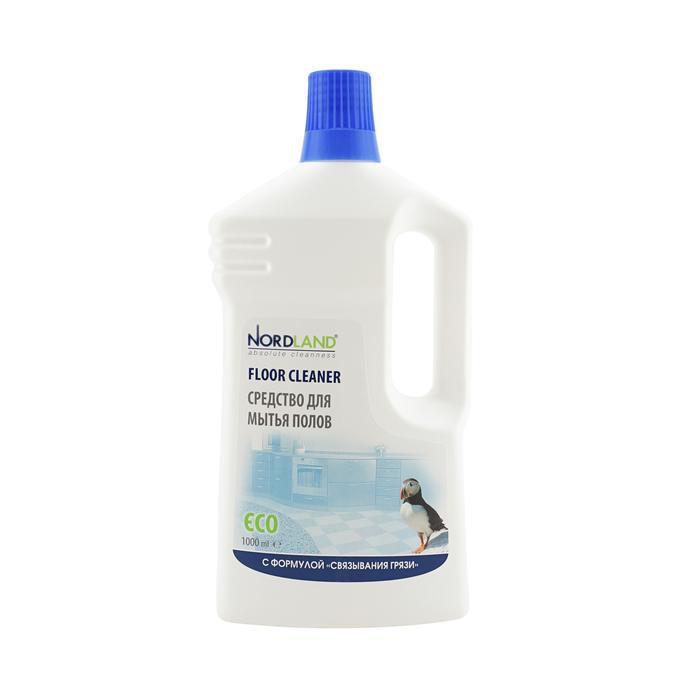 NORDLAND®
absolute cleanness
FLOOR CLEANER
СРЕДСТВО ДЛЯ
МЫТЬЯ ПОЛОВ
ECO
1000 ml ℮
С ФОРМУЛОЙ «СВЯЗЫВАНИЯ ГРЯЗИ»